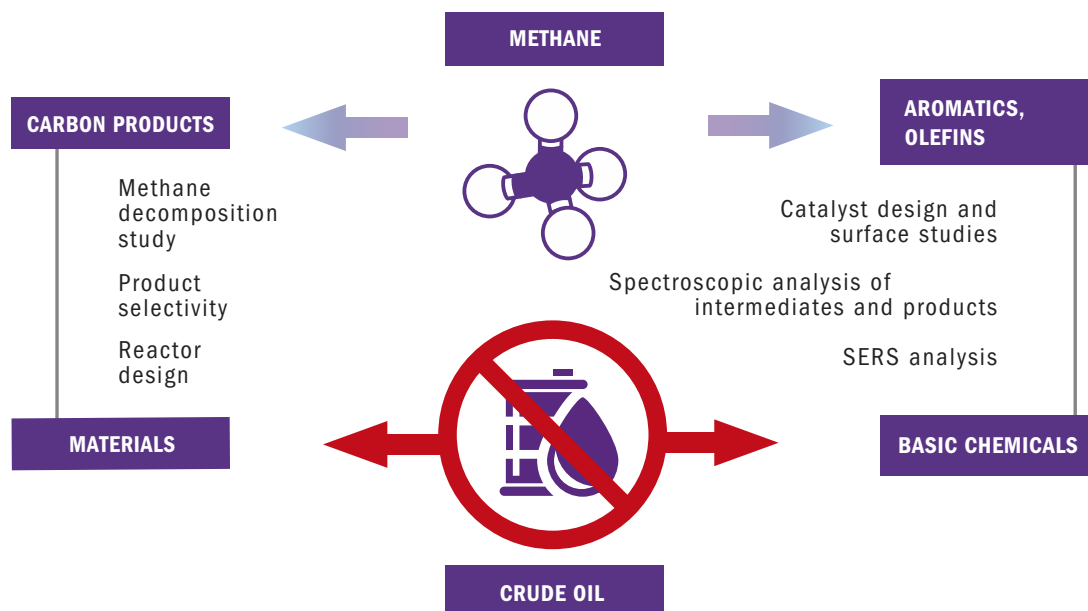 METHANE
CARBON PRODUCTS
Methane
decomposition
study
Product
selectivity
Reactor
design
MATERIALS
AROMATICS,
OLEFINS
Catalyst design and
surface studies
Spectroscopic analysis of
intermediates and products
SERS analysis
BASIC CHEMICALS
CRUDE OIL